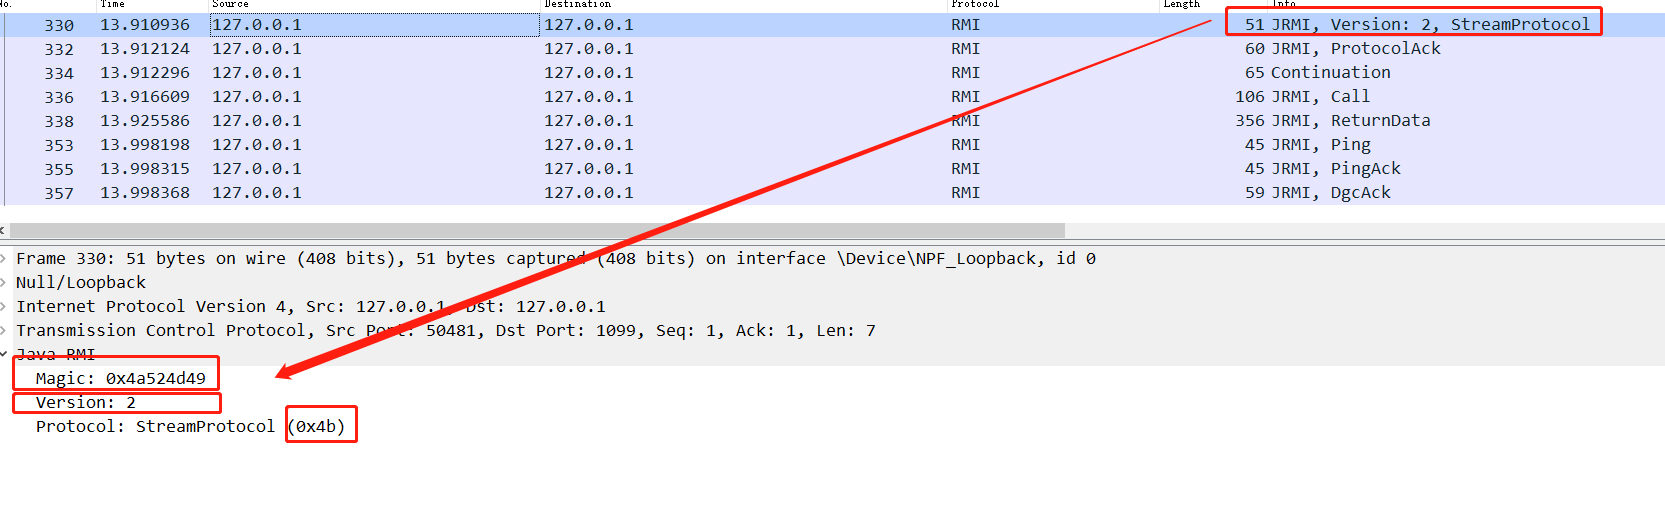 No. Time Source Destination Protocol Length Info
330 13.910936 127.0.0.1 127.0.0.1 RMI 51 JRMI, Version: 2, StreamProtocol
332 13.912124 127.0.0.1 127.0.0.1 RMI 60 JRMI, ProtocolAck
334 13.912296 127.0.0.1 127.0.0.1 RMI 65 Continuation
336 13.916609 127.0.0.1 127.0.0.1 RMI 106 JRMI, Call
338 13.925586 127.0.0.1 127.0.0.1 RMI 356 JRMI, ReturnData
353 13.998198 127.0.0.1 127.0.0.1 RMI 45 JRMI, Ping
355 13.998315 127.0.0.1 127.0.0.1 RMI 45 JRMI, PingAck
357 13.998368 127.0.0.1 127.0.0.1 RMI 59 JRMI, DgcAck
Frame 330: 51 bytes on wire (408 bits), 51 bytes captured (408 bits) on interface \Device\NPF_Loopback, id 0
Null/Loopback
Internet Protocol Version 4, Src: 127.0.0.1, Dst: 127.0.0.1
Transmission Control Protocol, Src Port: 50481, Dst Port: 1099, Seq: 1, Ack: 1, Len: 7
Java RMI
Magic: 0x4a524d49
Version: 2
Protocol: StreamProtocol (0x4b)